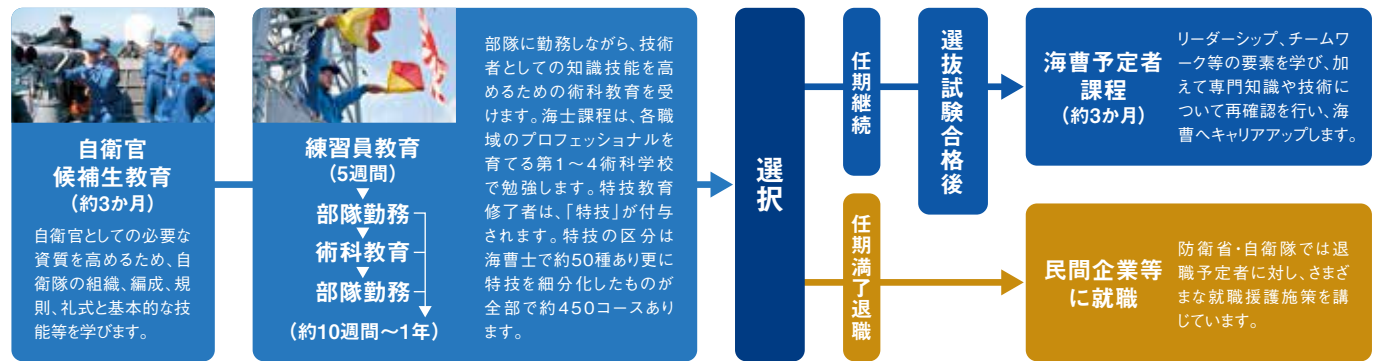 自衛官
候補生教育
(約3か月)
自衛官としての必要な
資質を高めるため、自
衛隊の組織、編成、規
則、礼式と基本的な技
能等を学びます。
練習員教育
(5週間)
部隊勤務
術科教育
部隊勤務
(約10週間～1年)
部隊に勤務しながら、技術
者としての知識技能を高
めるための術科教育を受
けます。海士課程は、各職
域のプロフェッショナルを
育てる第1～4術科学校
で勉強します。特技教育
修了者は、「特技」が付与
されます。特技の区分は
海曹士で約50種あり更に
特技を細分化したものが
全部で約450コースあり
ます。
選択
任期継続
選抜試験合格後
海曹予定者
課程
(約3か月)
リーダーシップ、チームワ
ーク等の要素を学び、加
えて専門知識や技術に
ついて再確認を行い、海
曹へキャリアアップします。
任期満了退職
民間企業等
に就職
防衛省・自衛隊では退
職予定者に対し、さまざ
まな就職援護施策を講
じています。